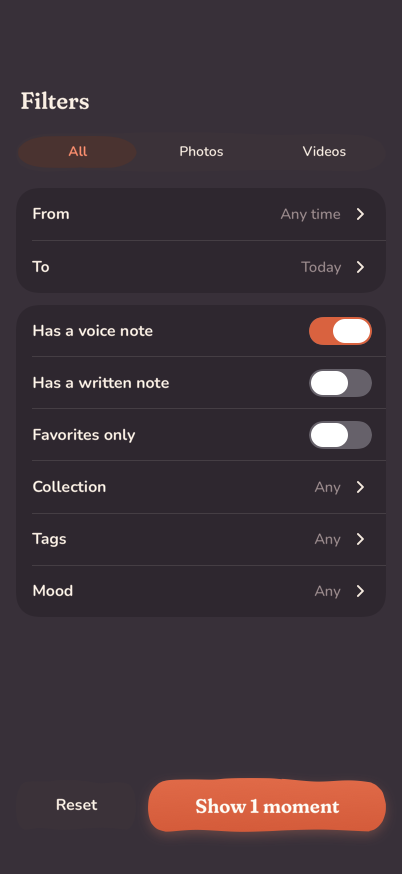 Filters
All Photos Videos
From Any time
To Today
Has a voice note
Has a written note
Favorites only
Collection Any
Tags Any
Mood Any
Reset Show 1 moment